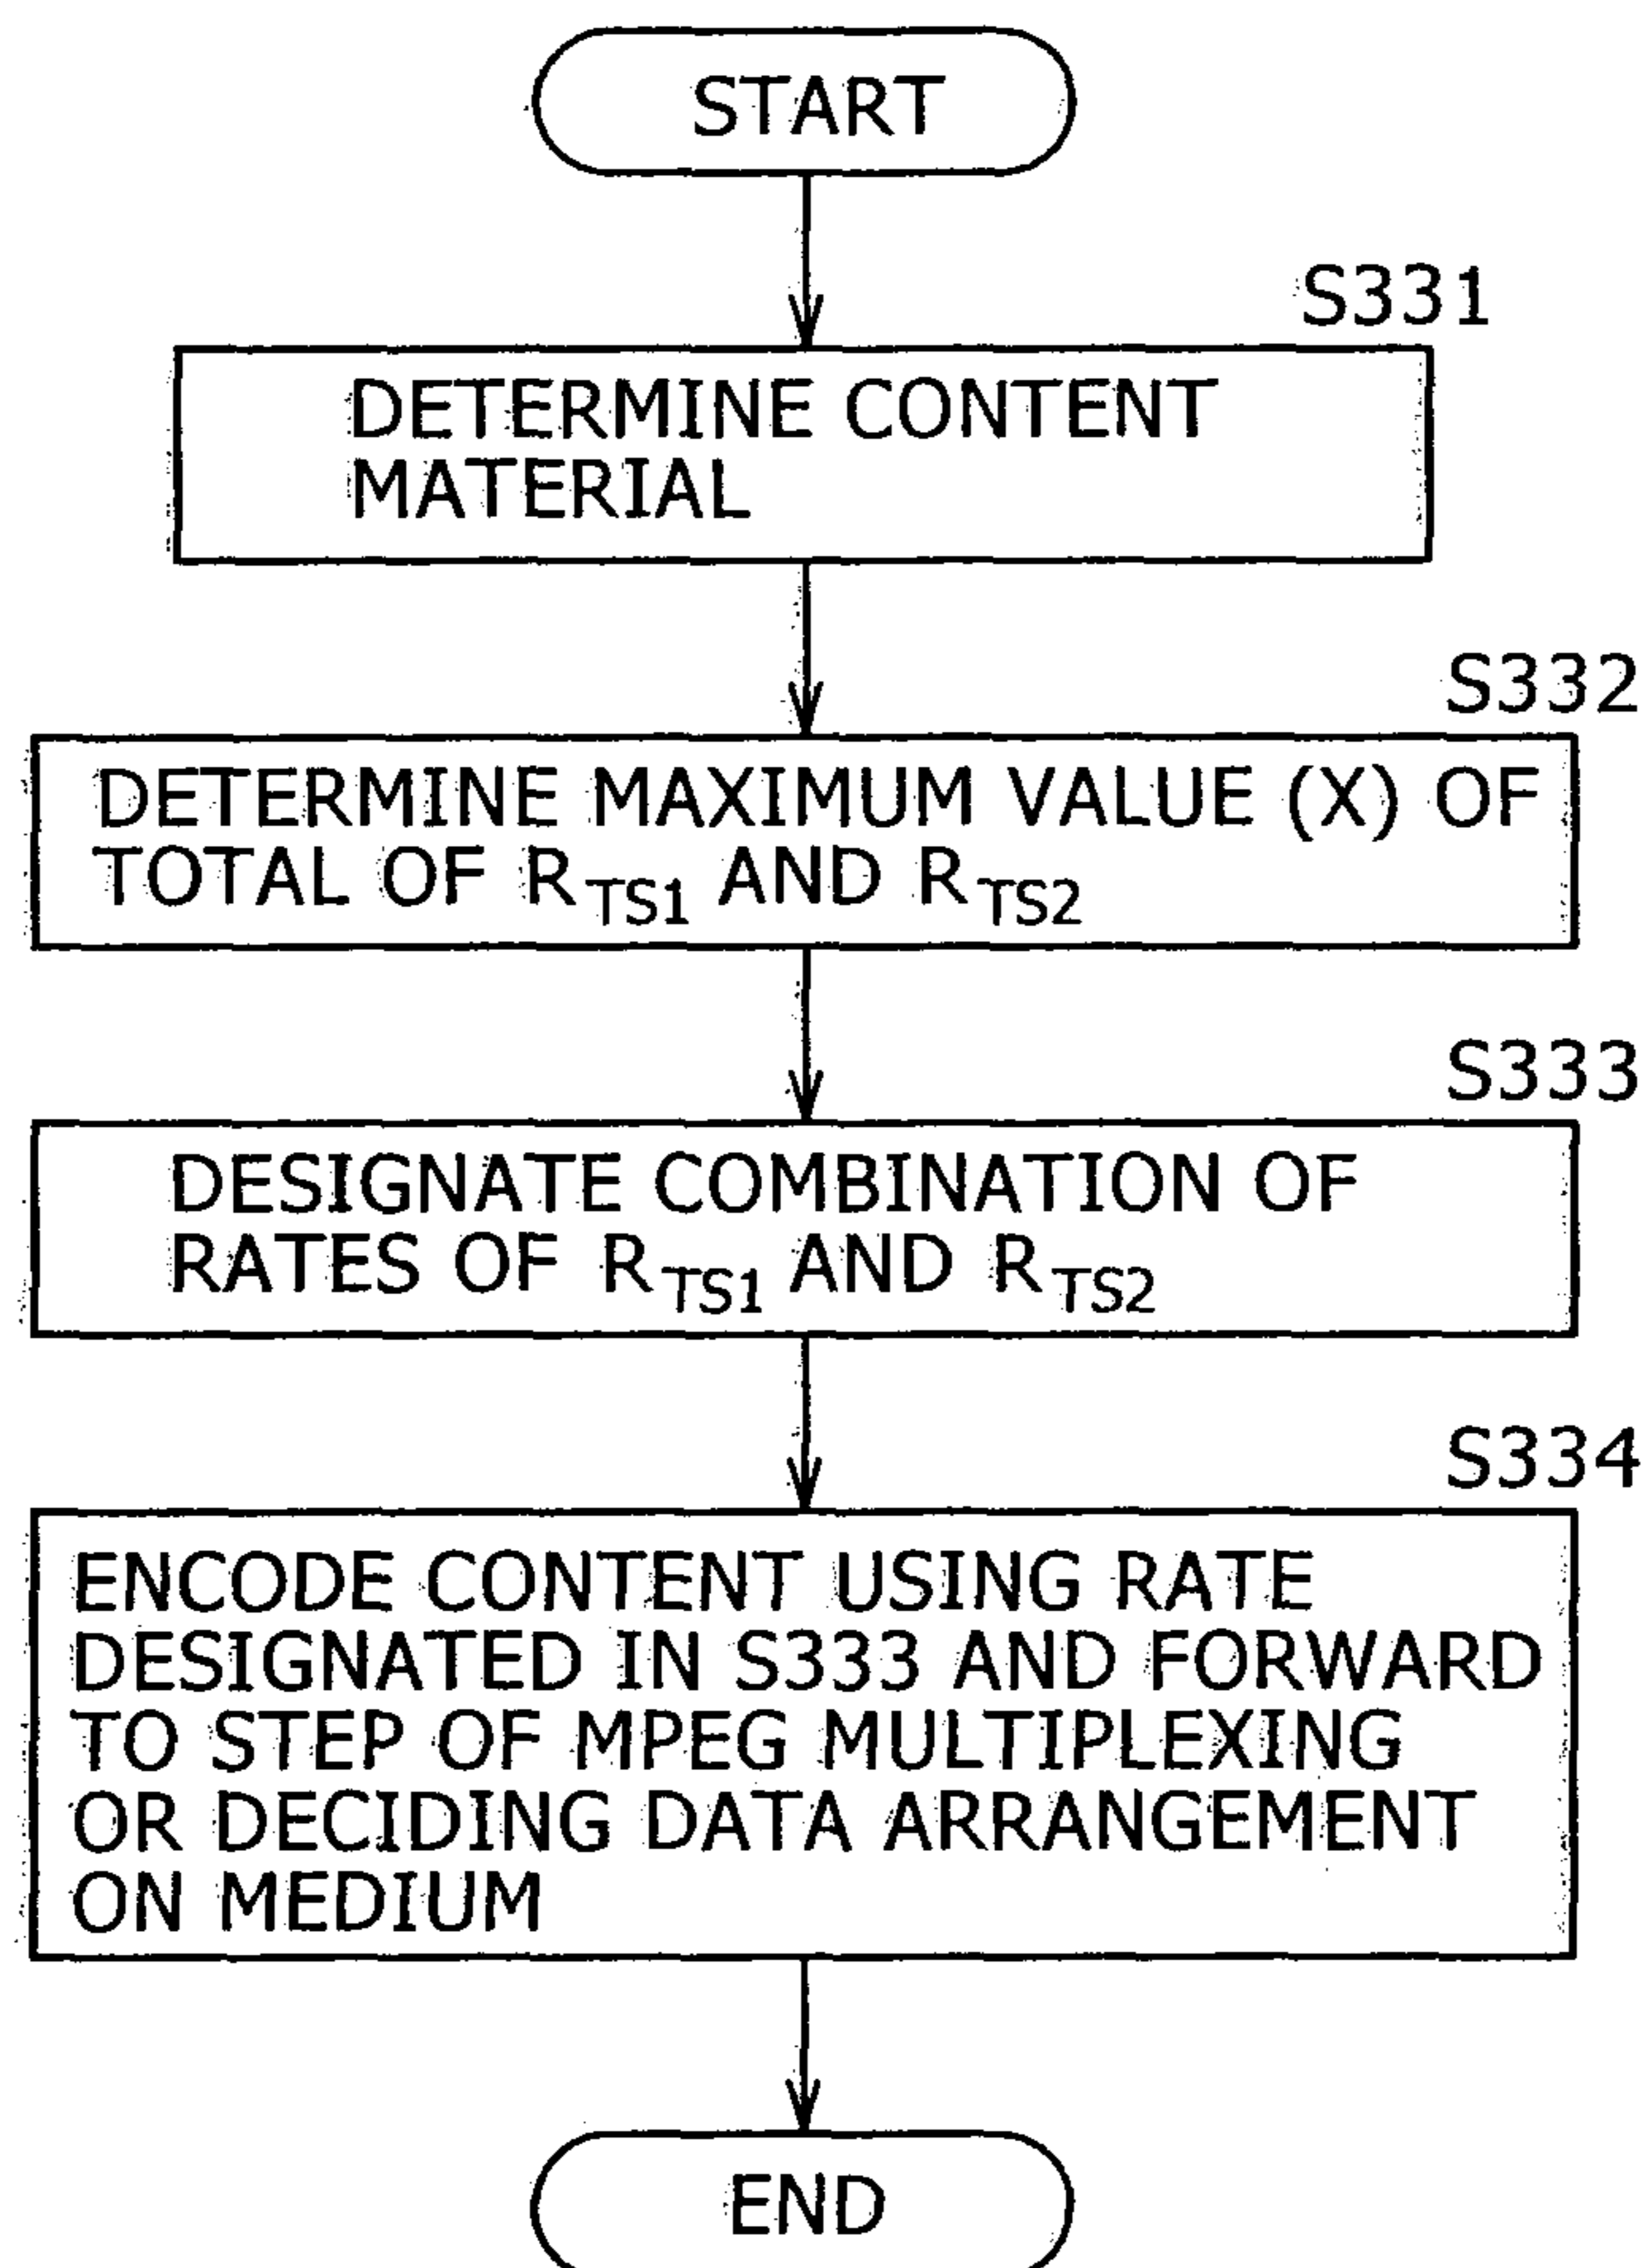 START
S331
DETERMINE CONTENT
MATERIAL
S332
DETERMINE MAXIMUM VALUE (X) OF
TOTAL OF RTS1 AND RTS2
S333
DESIGNATE COMBINATION OF
RATES OF RTS1 AND RTS2
S334
ENCODE CONTENT USING RATE
DESIGNATED IN S333 AND FORWARD
TO STEP OF MPEG MULTIPLEXING
OR DECIDING DATA ARRANGEMENT
ON MEDIUM
END